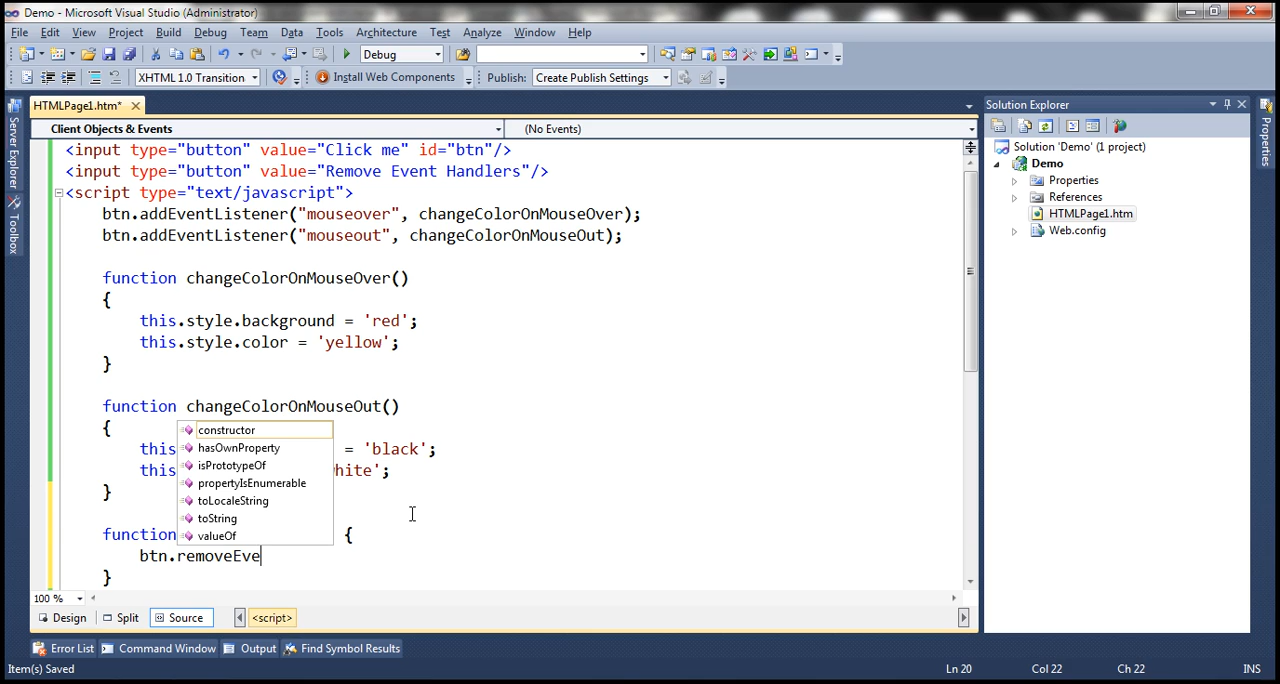 Demo - Microsoft Visual Studio (Administrator)
File Edit View Project Build Debug Team Data Tools Architecture Test Analyze Window Help
Debug
XHTML 1.0 Transition Install Web Components Publish: Create Publish Settings
HTMLPage1.htm*
Solution Explorer
Server Explorer
Toolbox
Properties
Client Objects & Events (No Events)
<input type="button" value="Click me" id="btn"/>
<input type="button" value="Remove Event Handlers"/>
<script type="text/javascript">
btn.addEventListener("mouseover", changeColorOnMouseOver);
btn.addEventListener("mouseout", changeColorOnMouseOut);
function changeColorOnMouseOver()
{
this.style.background = 'red';
this.style.color = 'yellow';
}
function changeColorOnMouseOut()
{
this = 'black';
this hite';
}
function {
btn.removeEve
}
constructor
hasOwnProperty
isPrototypeOf
propertyIsEnumerable
toLocaleString
toString
valueOf
Solution 'Demo' (1 project)
Demo
Properties
References
HTMLPage1.htm
Web.config
100 %
Design Split Source <script>
Error List Command Window Output Find Symbol Results
Item(s) Saved Ln 20 Col 22 Ch 22 INS